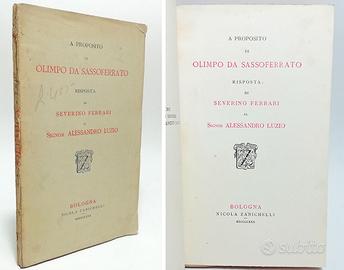 A PROPOSITO
DI
OLIMPO DA SASSOFERRATO
RISPOSTA
DI
SEVERINO FERRARI
AL
SIGNOR ALESSANDRO LUZIO
BOLOGNA
NICOLA ZANICHELLI
A PROPOSITO
DI
OLIMPO DA SASSOFERRATO
RISPOSTA
DI
SEVERINO FERRARI
AL
SIGNOR ALESSANDRO LUZIO
BOLOGNA
NICOLA ZANICHELLI
subito